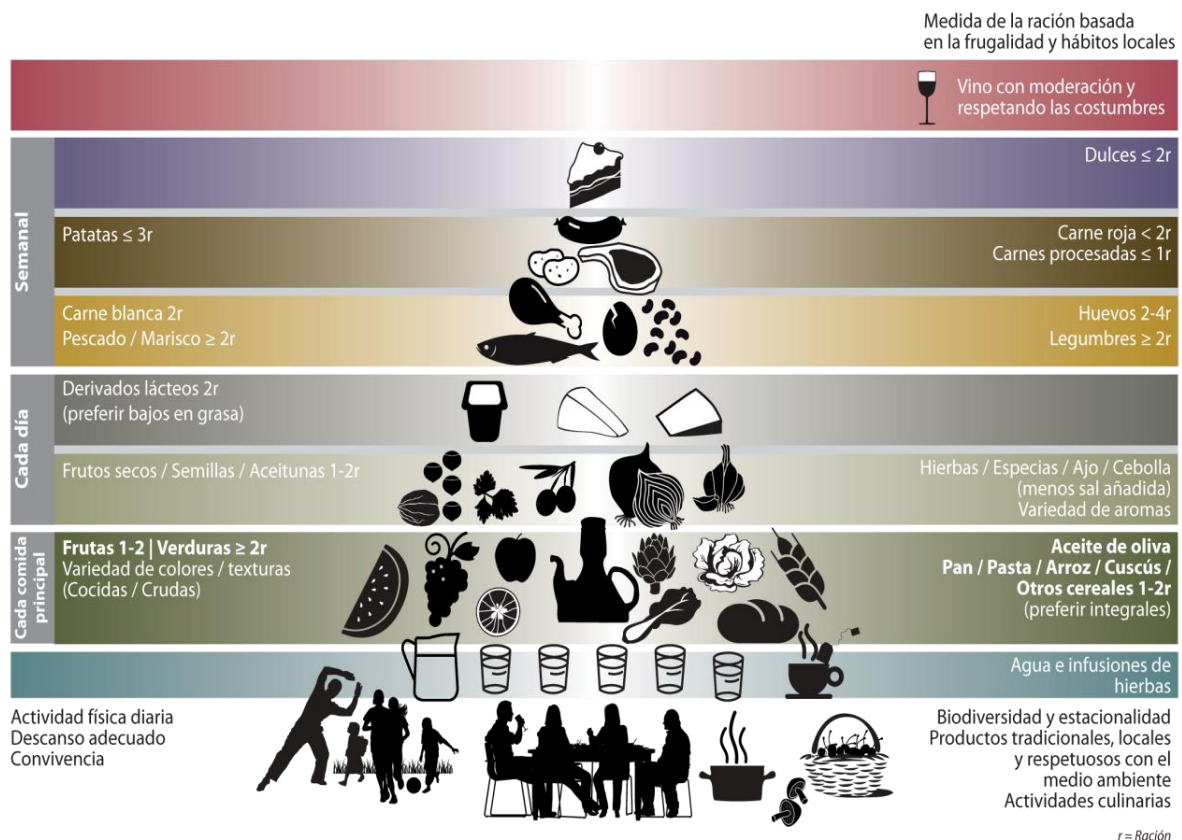 Medida de la ración basada
en la frugalidad y hábitos locales
Vino con moderación y
respetando las costumbres
Semanal
Dulces ≤ 2r
Patatas ≤ 3r
Carne roja < 2r
Carnes procesadas ≤ 1r
Carne blanca 2r
Pescado / Marisco ≥ 2r
Huevos 2-4r
Legumbres ≥ 2r
Cada día
Derivados lácteos 2r
(preferir bajos en grasa)
Frutos secos / Semillas / Aceitunas 1-2r
Hierbas / Especias / Ajo / Cebolla
(menos sal añadida)
Variedad de aromas
Cada comida
principal
Frutas 1-2 | Verduras ≥ 2r
Variedad de colores / texturas
(Cocidas / Crudas)
Aceite de oliva
Pan / Pasta / Arroz / Cuscús /
Otros cereales 1-2r
(preferir integrales)
Agua e infusiones de
hierbas
Actividad física diaria
Descanso adecuado
Convivencia
Biodiversidad y estacionalidad
Productos tradicionales, locales
y respetuosos con el
medio ambiente
Actividades culinarias
r = Ración